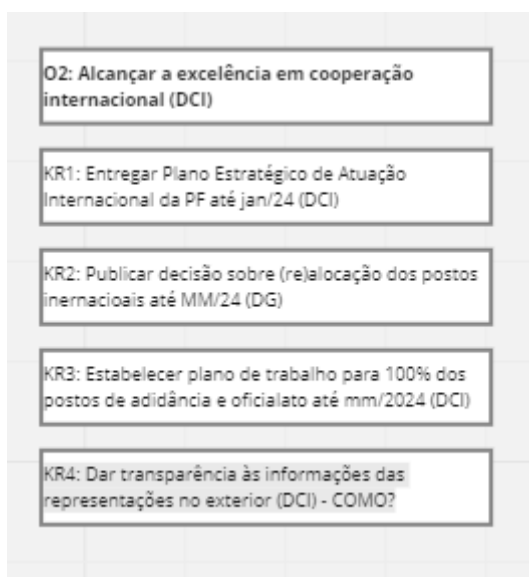 O2: Alcançar a excelência em cooperação
internacional (DCI)
KR1: Entregar Plano Estratégico de Atuação
Internacional da PF até jan/24 (DCI)
KR2: Publicar decisão sobre (re)alocação dos postos
inernacioais até MM/24 (DG)
KR3: Estabelecer plano de trabalho para 100% dos
postos de adidância e oficialato até mm/2024 (DCI)
KR4: Dar transparência às informações das
representações no exterior (DCI) - COMO?